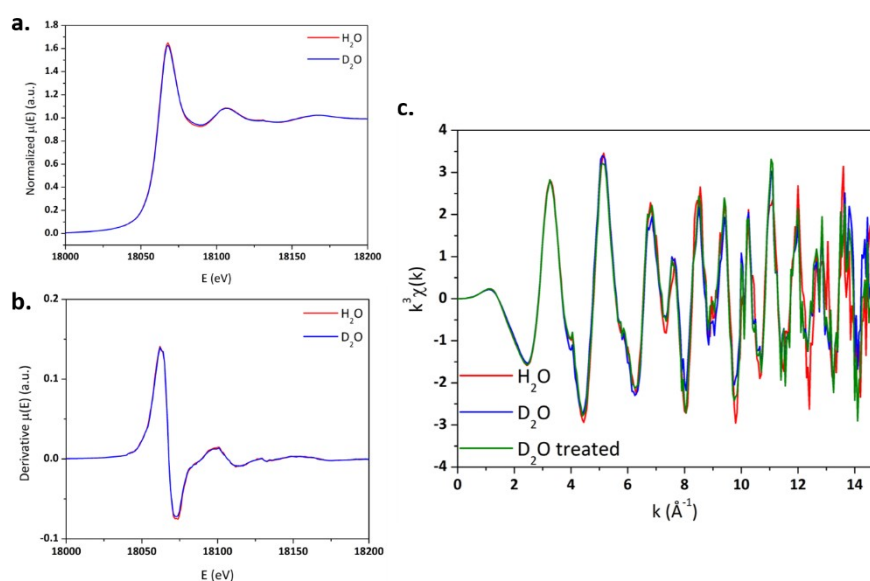 a.
Normalized μ(E) (a.u.)
1.8
1.6
1.4
1.2
1.0
0.8
0.6
0.4
0.2
0.0
H₂O
D₂O
18000
18050
18100
18150
18200
E (eV)
b.
Derivative μ(E) (a.u.)
0.2
0.1
0.0
-0.1
H₂O
D₂O
18000
18050
18100
18150
18200
E (eV)
c.
k³χ(k)
4
3
2
1
0
-1
-2
-3
-4
H₂O
D₂O
D₂O treated
0
2
4
6
8
10
12
14
k (Å⁻¹)